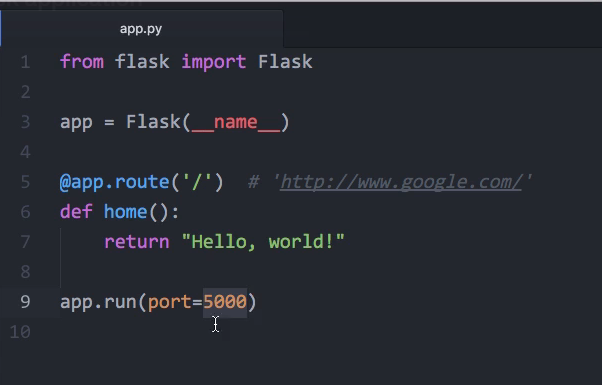 app.py
1 from flask import Flask
2
3 app = Flask(__name__)
4
5 @app.route('/')  # 'http://www.google.com/'
6 def home():
7     return "Hello, world!"
8
9 app.run(port=5000)
10